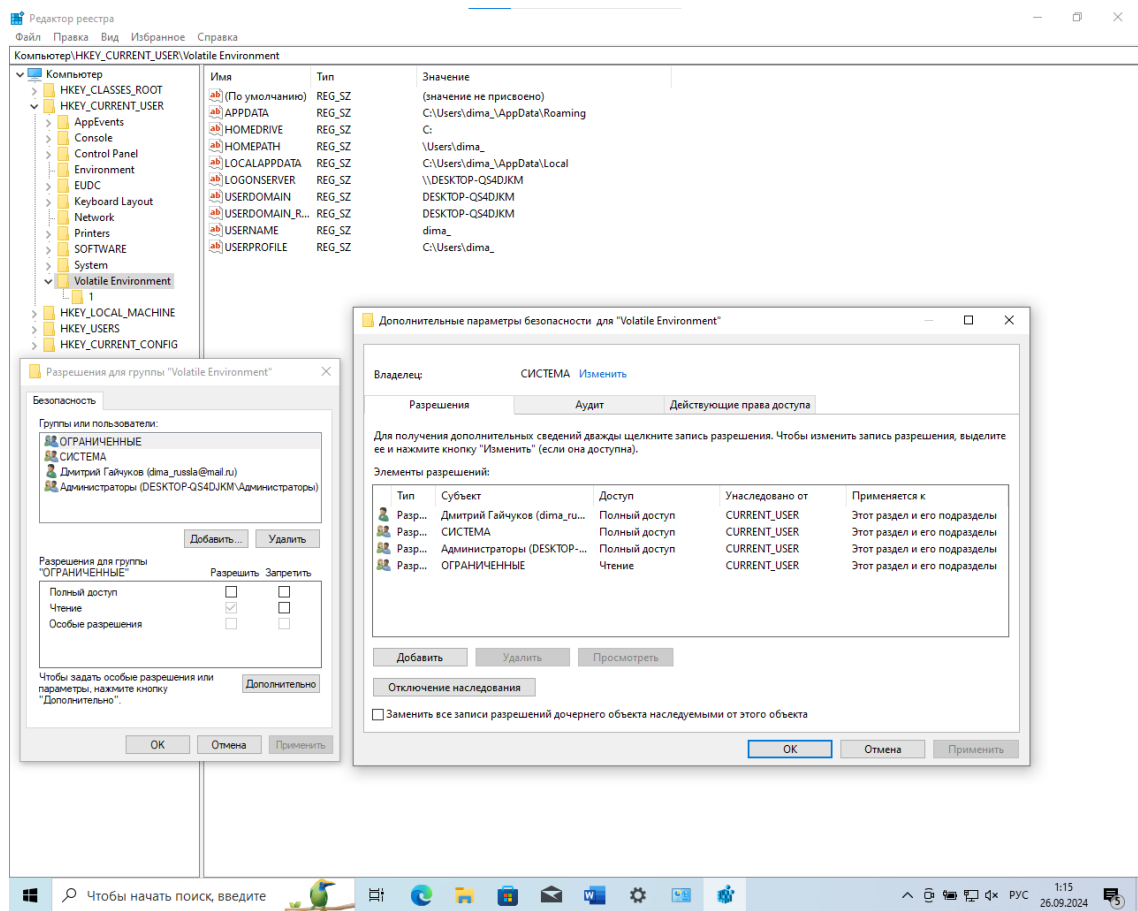 Редактор реестра
Файл Правка Вид Избранное Справка
Компьютер\HKEY_CURRENT_USER\Volatile Environment
Компьютер
HKEY_CLASSES_ROOT
HKEY_CURRENT_USER
AppEvents
Console
Control Panel
Environment
EUDC
Keyboard Layout
Network
Printers
SOFTWARE
System
Volatile Environment
1
HKEY_LOCAL_MACHINE
HKEY_USERS
HKEY_CURRENT_CONFIG
Имя Тип Значение
(По умолчанию) REG_SZ (значение не присвоено)
APPDATA REG_SZ C:\Users\dima_\AppData\Roaming
HOMEDRIVE REG_SZ C:
HOMEPATH REG_SZ \Users\dima_
LOCALAPPDATA REG_SZ C:\Users\dima_\AppData\Local
LOGONSERVER REG_SZ \\DESKTOP-QS4DJKM
USERDOMAIN REG_SZ DESKTOP-QS4DJKM
USERDOMAIN_R... REG_SZ DESKTOP-QS4DJKM
USERNAME REG_SZ dima_
USERPROFILE REG_SZ C:\Users\dima_
Разрешения для группы "Volatile Environment"
Безопасность
Группы или пользователи:
ОГРАНИЧЕННЫЕ
СИСТЕМА
Дмитрий Гайчуков (dima_russla@mail.ru)
Администраторы (DESKTOP-QS4DJKM\Администраторы)
Добавить... Удалить
Разрешения для группы
"ОГРАНИЧЕННЫЕ" Разрешить Запретить
Полный доступ
Чтение
Особые разрешения
Чтобы задать особые разрешения или
параметры, нажмите кнопку
"Дополнительно".
Дополнительно
ОК Отмена Применить
Дополнительные параметры безопасности для "Volatile Environment"
Владелец: СИСТЕМА Изменить
Разрешения Аудит Действующие права доступа
Для получения дополнительных сведений дважды щелкните запись разрешения. Чтобы изменить запись разрешения, выделите
ее и нажмите кнопку "Изменить" (если она доступна).
Элементы разрешений:
Тип Субъект Доступ Унаследовано от Применяется к
Разр... Дмитрий Гайчуков (dima_ru... Полный доступ CURRENT_USER Этот раздел и его подразделы
Разр... СИСТЕМА Полный доступ CURRENT_USER Этот раздел и его подразделы
Разр... Администраторы (DESKTOP-... Полный доступ CURRENT_USER Этот раздел и его подразделы
Разр... ОГРАНИЧЕННЫЕ Чтение CURRENT_USER Этот раздел и его подразделы
Добавить Удалить Просмотреть
Отключение наследования
Заменить все записи разрешений дочернего объекта наследуемыми от этого объекта
ОК Отмена Применить
Чтобы начать поиск, введите
РУС
1:15
26.09.2024
5